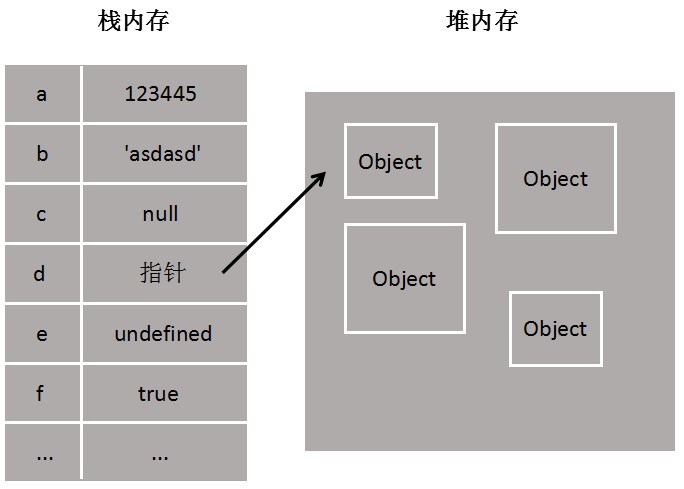 栈内存
堆内存
a 123445
b 'asdasd'
c null
d 指针
e undefined
f true
... ...
Object
Object
Object
Object